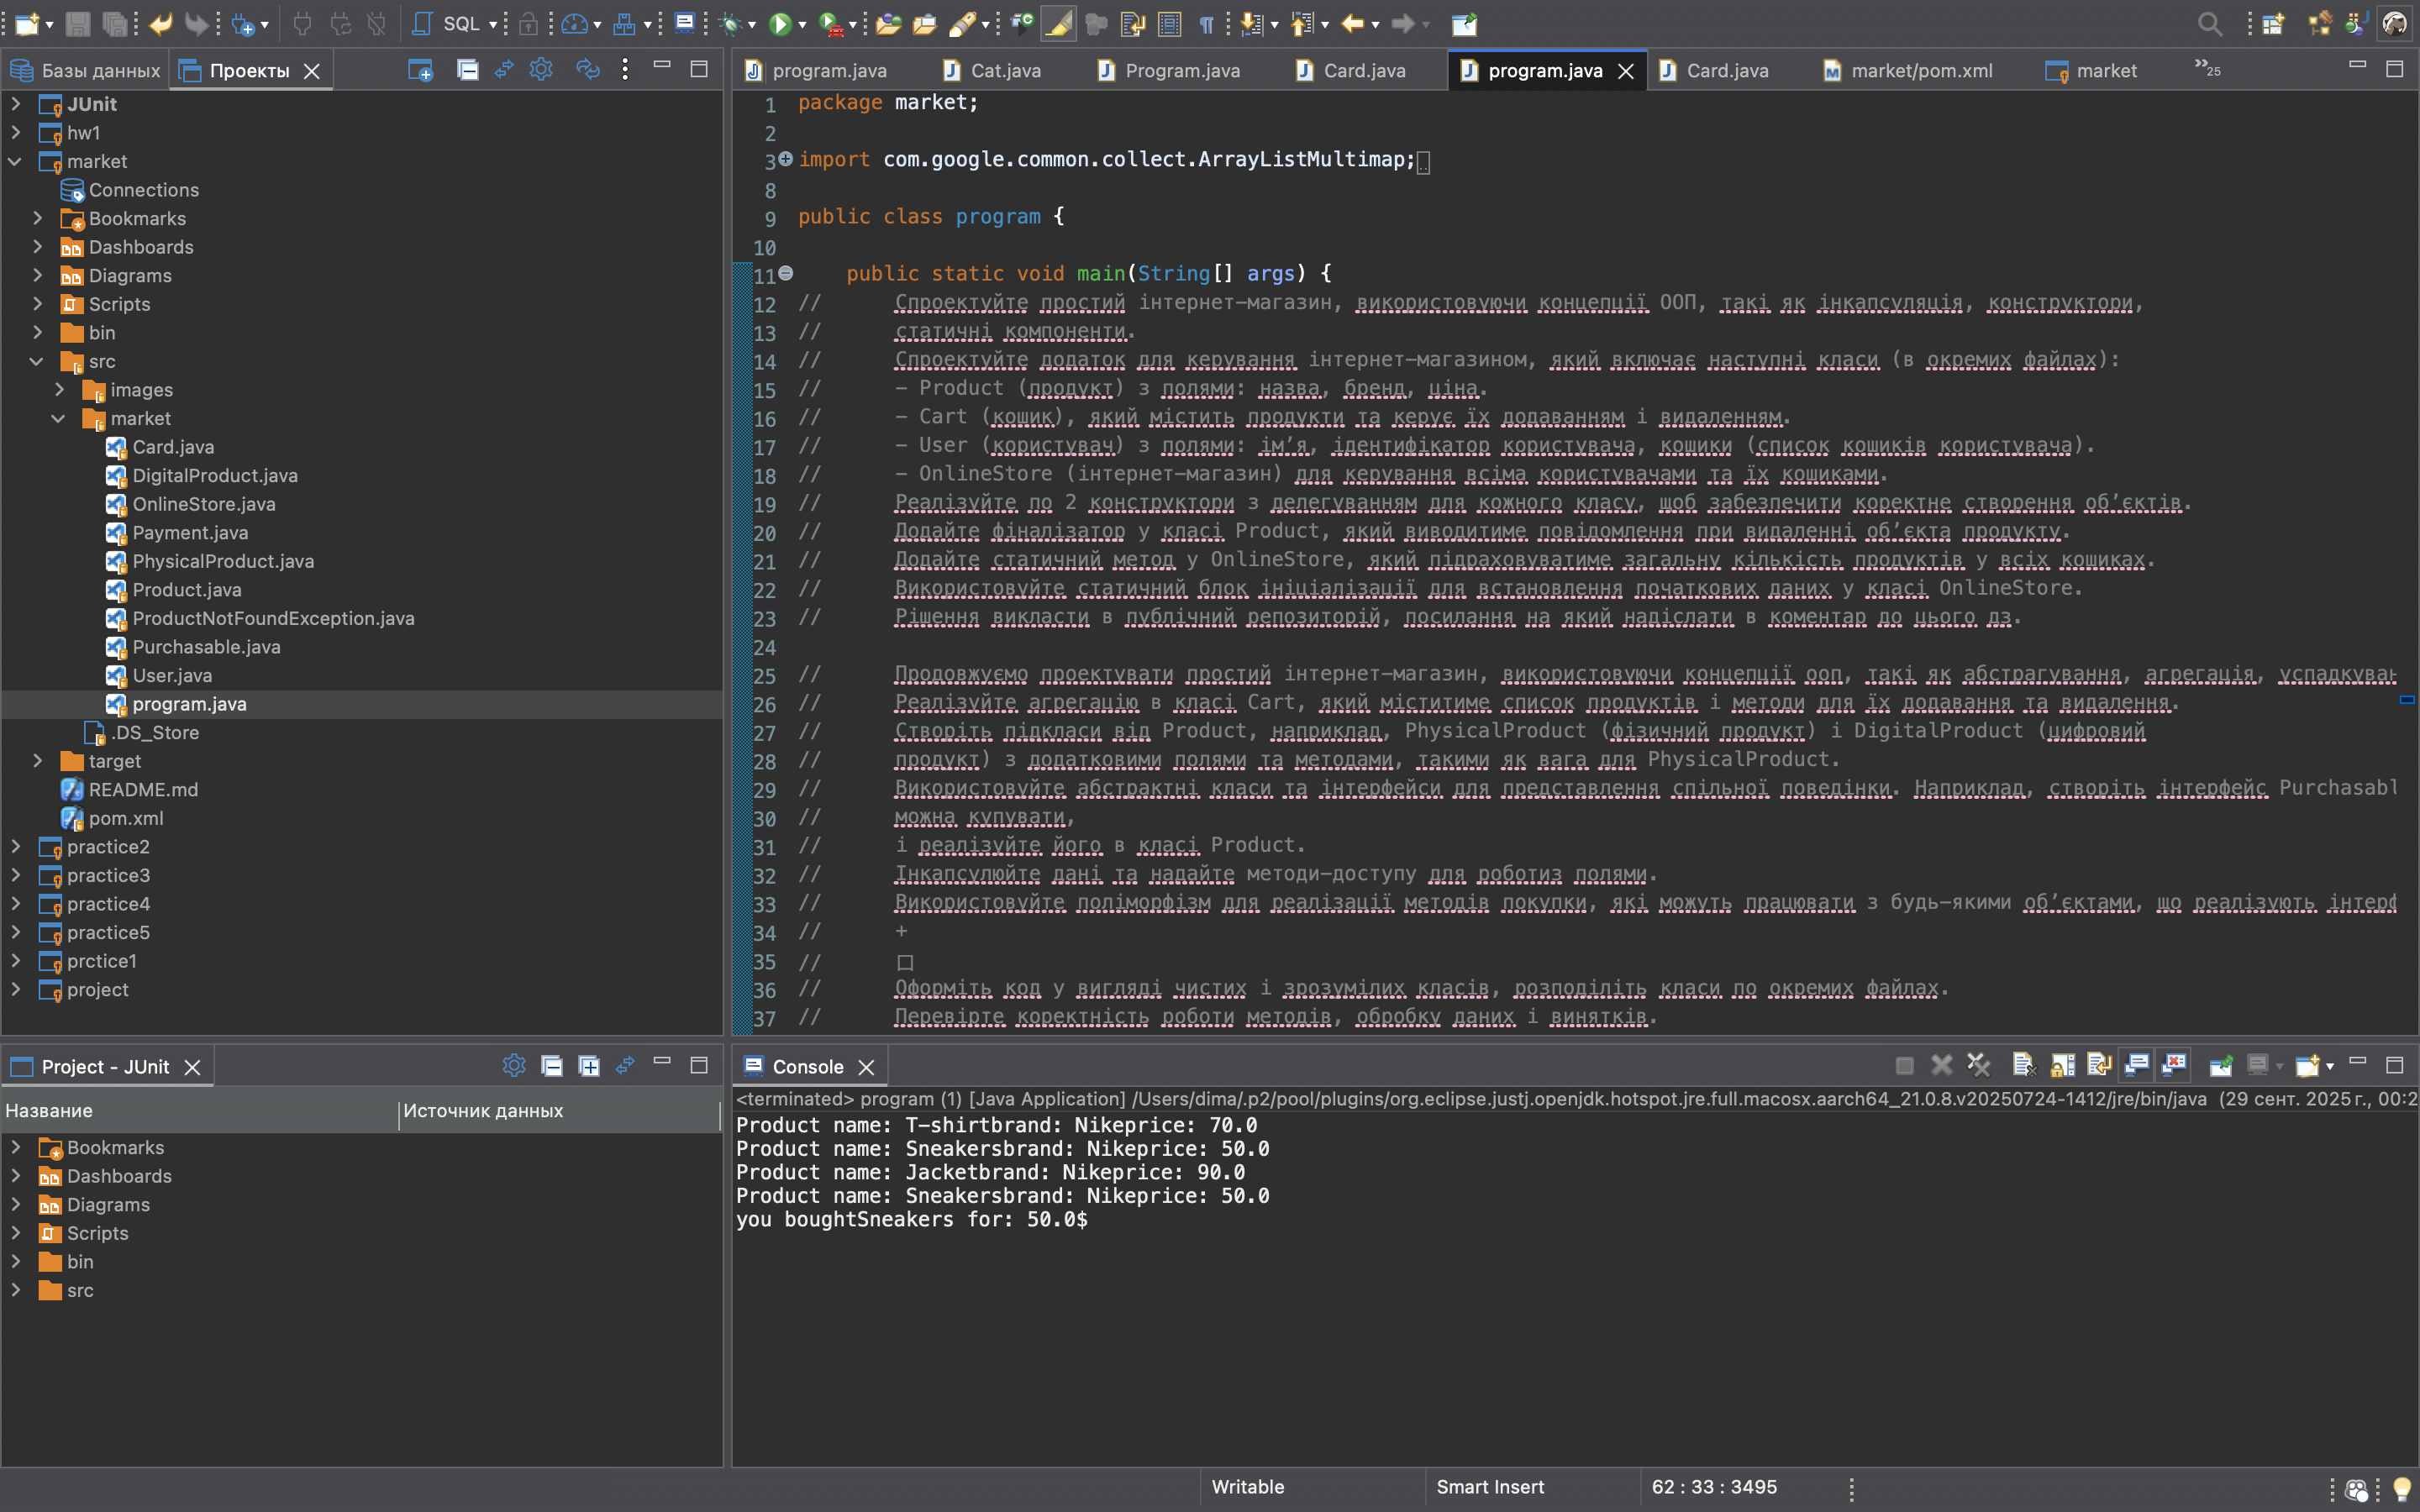 SQL
Базы данных
Проекты
program.java
Cat.java
Program.java
Card.java
program.java
Card.java
market/pom.xml
market
»25
JUnit
hw1
market
Connections
Bookmarks
Dashboards
Diagrams
Scripts
bin
src
images
market
Card.java
DigitalProduct.java
OnlineStore.java
Payment.java
PhysicalProduct.java
Product.java
ProductNotFoundException.java
Purchasable.java
User.java
program.java
.DS_Store
target
README.md
pom.xml
practice2
practice3
practice4
practice5
prctice1
project
1 package market;
2
3 import com.google.common.collect.ArrayListMultimap;
8
9 public class program {
10
11 public static void main(String[] args) {
12 // Спроектуйте простий інтернет-магазин, використовуючи концепції ООП, такі як інкапсуляція, конструктори,
13 // статичні компоненти.
14 // Спроектуйте додаток для керування інтернет-магазином, який включає наступні класи (в окремих файлах):
15 // - Product (продукт) з полями: назва, бренд, ціна.
16 // - Cart (кошик), який містить продукти та керує їх додаванням і видаленням.
17 // - User (користувач) з полями: ім’я, ідентифікатор користувача, кошики (список кошиків користувача).
18 // - OnlineStore (інтернет-магазин) для керування всіма користувачами та їх кошиками.
19 // Реалізуйте по 2 конструктори з делегуванням для кожного класу, щоб забезпечити коректне створення об’єктів.
20 // Додайте фіналізатор у класі Product, який виводитиме повідомлення при видаленні об’єкта продукту.
21 // Додайте статичний метод у OnlineStore, який підраховуватиме загальну кількість продуктів у всіх кошиках.
22 // Використовуйте статичний блок ініціалізації для встановлення початкових даних у класі OnlineStore.
23 // Рішення викласти в публічний репозиторій, посилання на який надіслати в коментар до цього дз.
24
25 // Продовжуємо проектувати простий інтернет-магазин, використовуючи концепції ооп, такі як абстрагування, агрегація, успадкуван
26 // Реалізуйте агрегацію в класі Cart, який міститиме список продуктів і методи для їх додавання та видалення.
27 // Створіть підкласи від Product, наприклад, PhysicalProduct (фізичний продукт) і DigitalProduct (цифровий
28 // продукт) з додатковими полями та методами, такими як вага для PhysicalProduct.
29 // Використовуйте абстрактні класи та інтерфейси для представлення спільної поведінки. Наприклад, створіть інтерфейс Purchasabl
30 // можна купувати,
31 // і реалізуйте його в класі Product.
32 // Інкапсулюйте дані та надайте методи-доступу для роботиз полями.
33 // Використовуйте поліморфізм для реалізації методів покупки, які можуть працювати з будь-якими об’єктами, що реалізують інтерф
34 // +
35 //
36 // Оформіть код у вигляді чистих і зрозумілих класів, розподіліть класи по окремих файлах.
37 // Перевірте коректність роботи методів, обробку даних і винятків.
Project - JUnit
Название
Источник данных
Bookmarks
Dashboards
Diagrams
Scripts
bin
src
Console
<terminated> program (1) [Java Application] /Users/dima/.p2/pool/plugins/org.eclipse.justj.openjdk.hotspot.jre.full.macosx.aarch64_21.0.8.v20250724-1412/jre/bin/java (29 сент. 2025 г., 00:2
Product name: T-shirtbrand: Nikeprice: 70.0
Product name: Sneakersbrand: Nikeprice: 50.0
Product name: Jacketbrand: Nikeprice: 90.0
Product name: Sneakersbrand: Nikeprice: 50.0
you boughtSneakers for: 50.0$
Writable
Smart Insert
62 : 33 : 3495